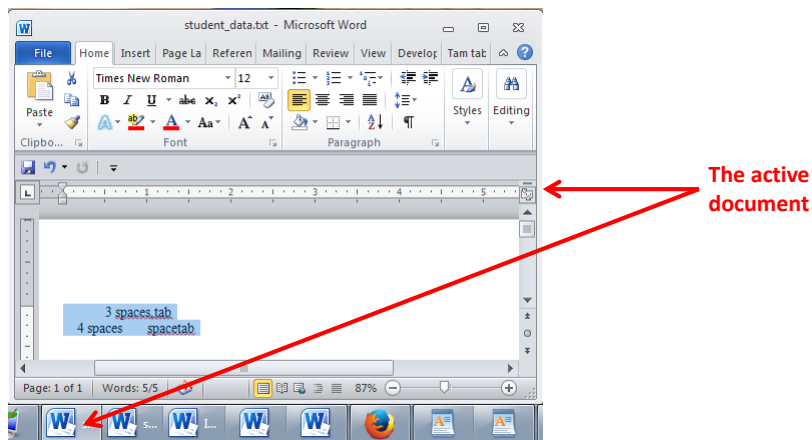 student_data.txt - Microsoft Word
File Home Insert Page La Referen Mailing Review View Develop Tam tab
Times New Roman 12
Paste
B I U abc x₂ x²
A aby A Aa A A
Styles Editing
Clipbo... Font Paragraph
L 1 2 3 4 5
The active
document
3 spaces,tab
4 spaces spacetab
Page: 1 of 1 Words: 5/5 87%
... s... I...